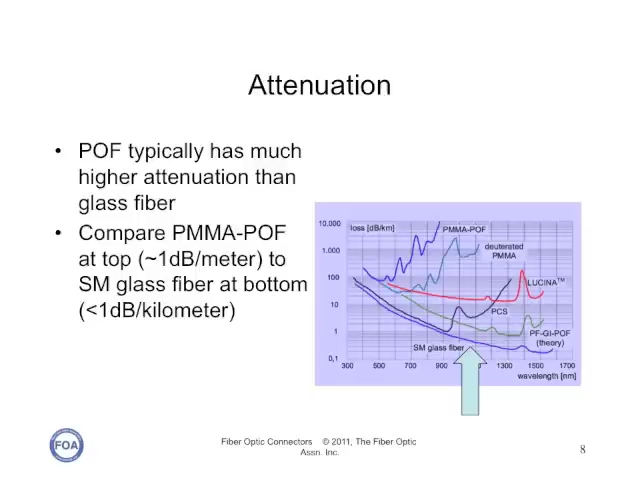 Attenuation
• POF typically has much
higher attenuation than
glass fiber
• Compare PMMA-POF
at top (~1dB/meter) to
SM glass fiber at bottom
(<1dB/kilometer)
10.000
loss [dB/km]
PMMA-POF
deuterated
PMMA
1.000
100
LUCINA™
10
PCS
1
PF-GI-POF
(theory)
SM glass fiber
0,1
300 500 700 900 1300 1500 1700
wavelength [nm]
FOA
Fiber Optic Connectors © 2011, The Fiber Optic
Assn. Inc.
8